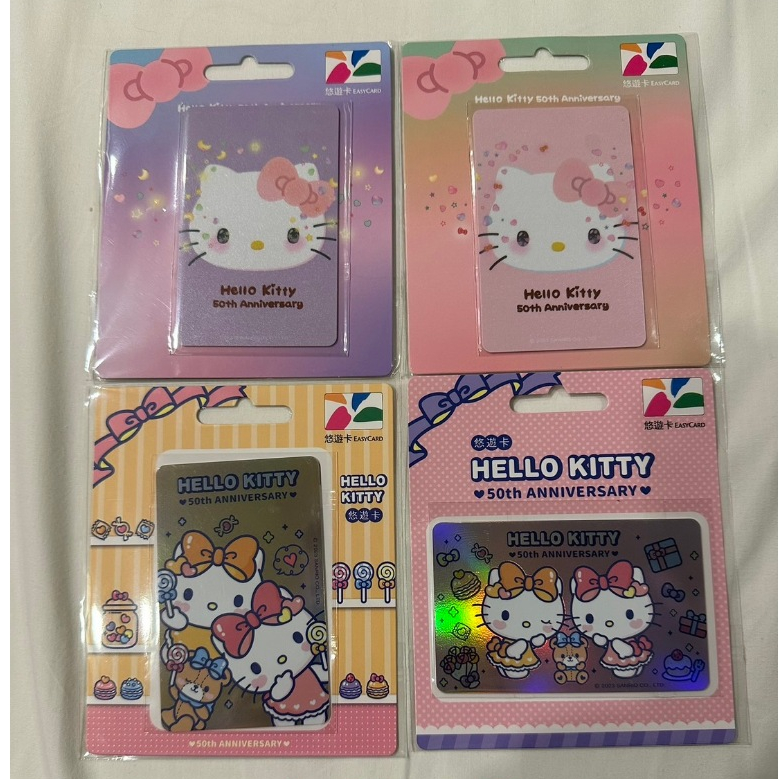 悠遊卡 EASYCARD
Hello Kitty
50th Anniversary
悠遊卡 EASYCARD
Hello Kitty 50th Anniversary
Hello Kitty
50th Anniversary
悠遊卡 EASYCARD
HELLO KITTY
♥50th ANNIVERSARY♥
HELLO
KITTY
悠遊卡
♥50th ANNIVERSARY♥
悠遊卡 EASYCARD
悠遊卡
HELLO KITTY
♥50th ANNIVERSARY♥
HELLO KITTY
♥50th ANNIVERSARY♥